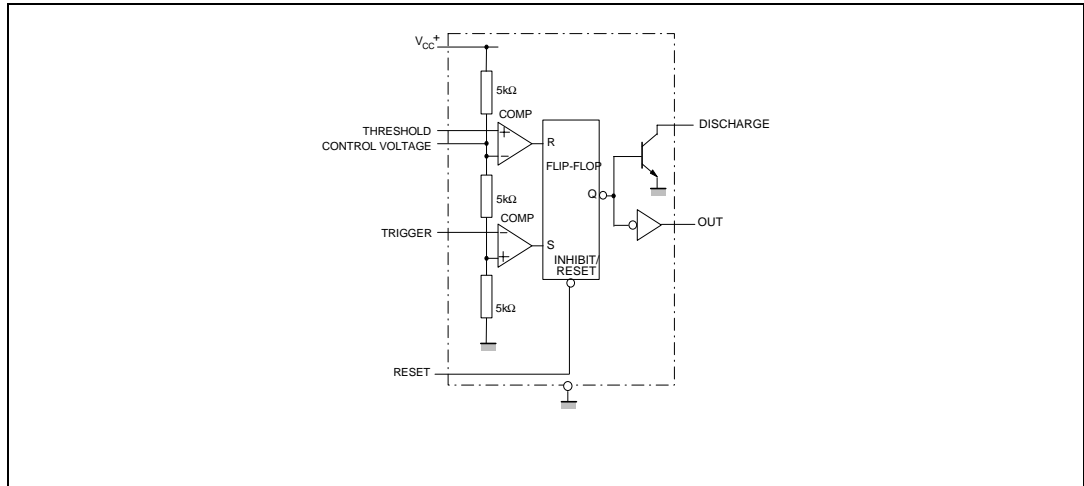 VCC+
5kΩ
COMP
THRESHOLD
DISCHARGE
CONTROL VOLTAGE
R
FLIP-FLOP
Q
5kΩ
COMP
OUT
TRIGGER
S
INHIBIT/
RESET
5kΩ
RESET